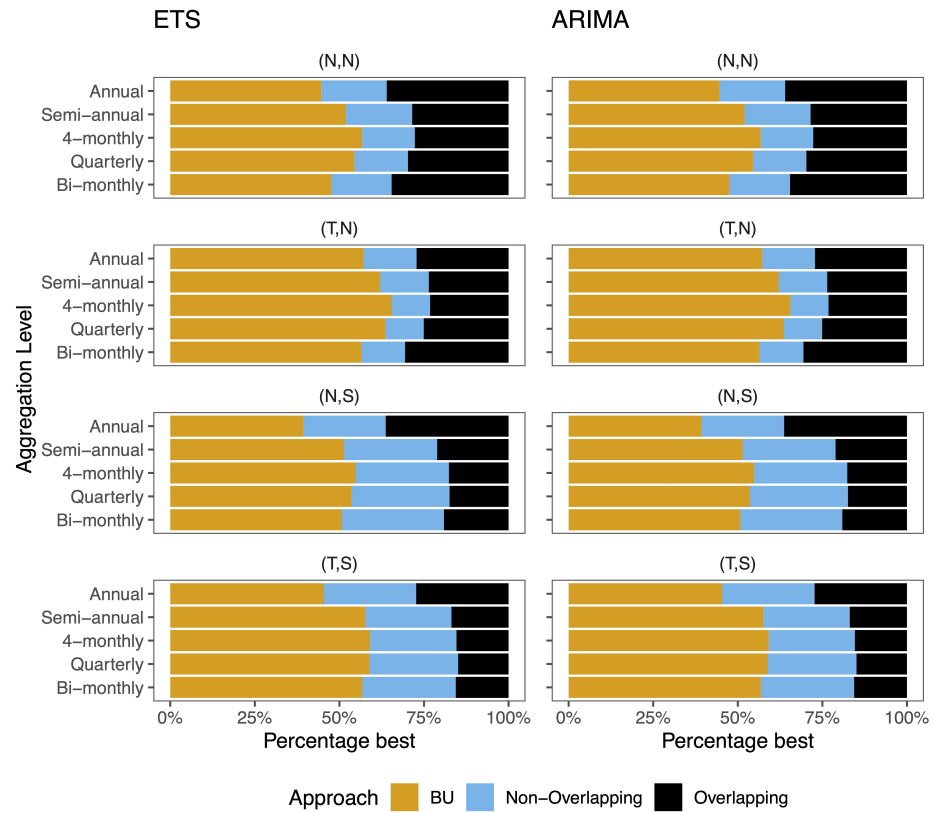 ETS ARIMA
(N,N) (N,N)
Annual
Semi−annual
4−monthly
Quarterly
Bi−monthly
(T,N) (T,N)
Annual
Semi−annual
4−monthly
Quarterly
Bi−monthly
(N,S) (N,S)
Annual
Semi−annual
4−monthly
Quarterly
Bi−monthly
(T,S) (T,S)
Annual
Semi−annual
4−monthly
Quarterly
Bi−monthly
Aggregation Level
0% 25% 50% 75% 100% 0% 25% 50% 75% 100%
Percentage best Percentage best
Approach BU Non−Overlapping Overlapping